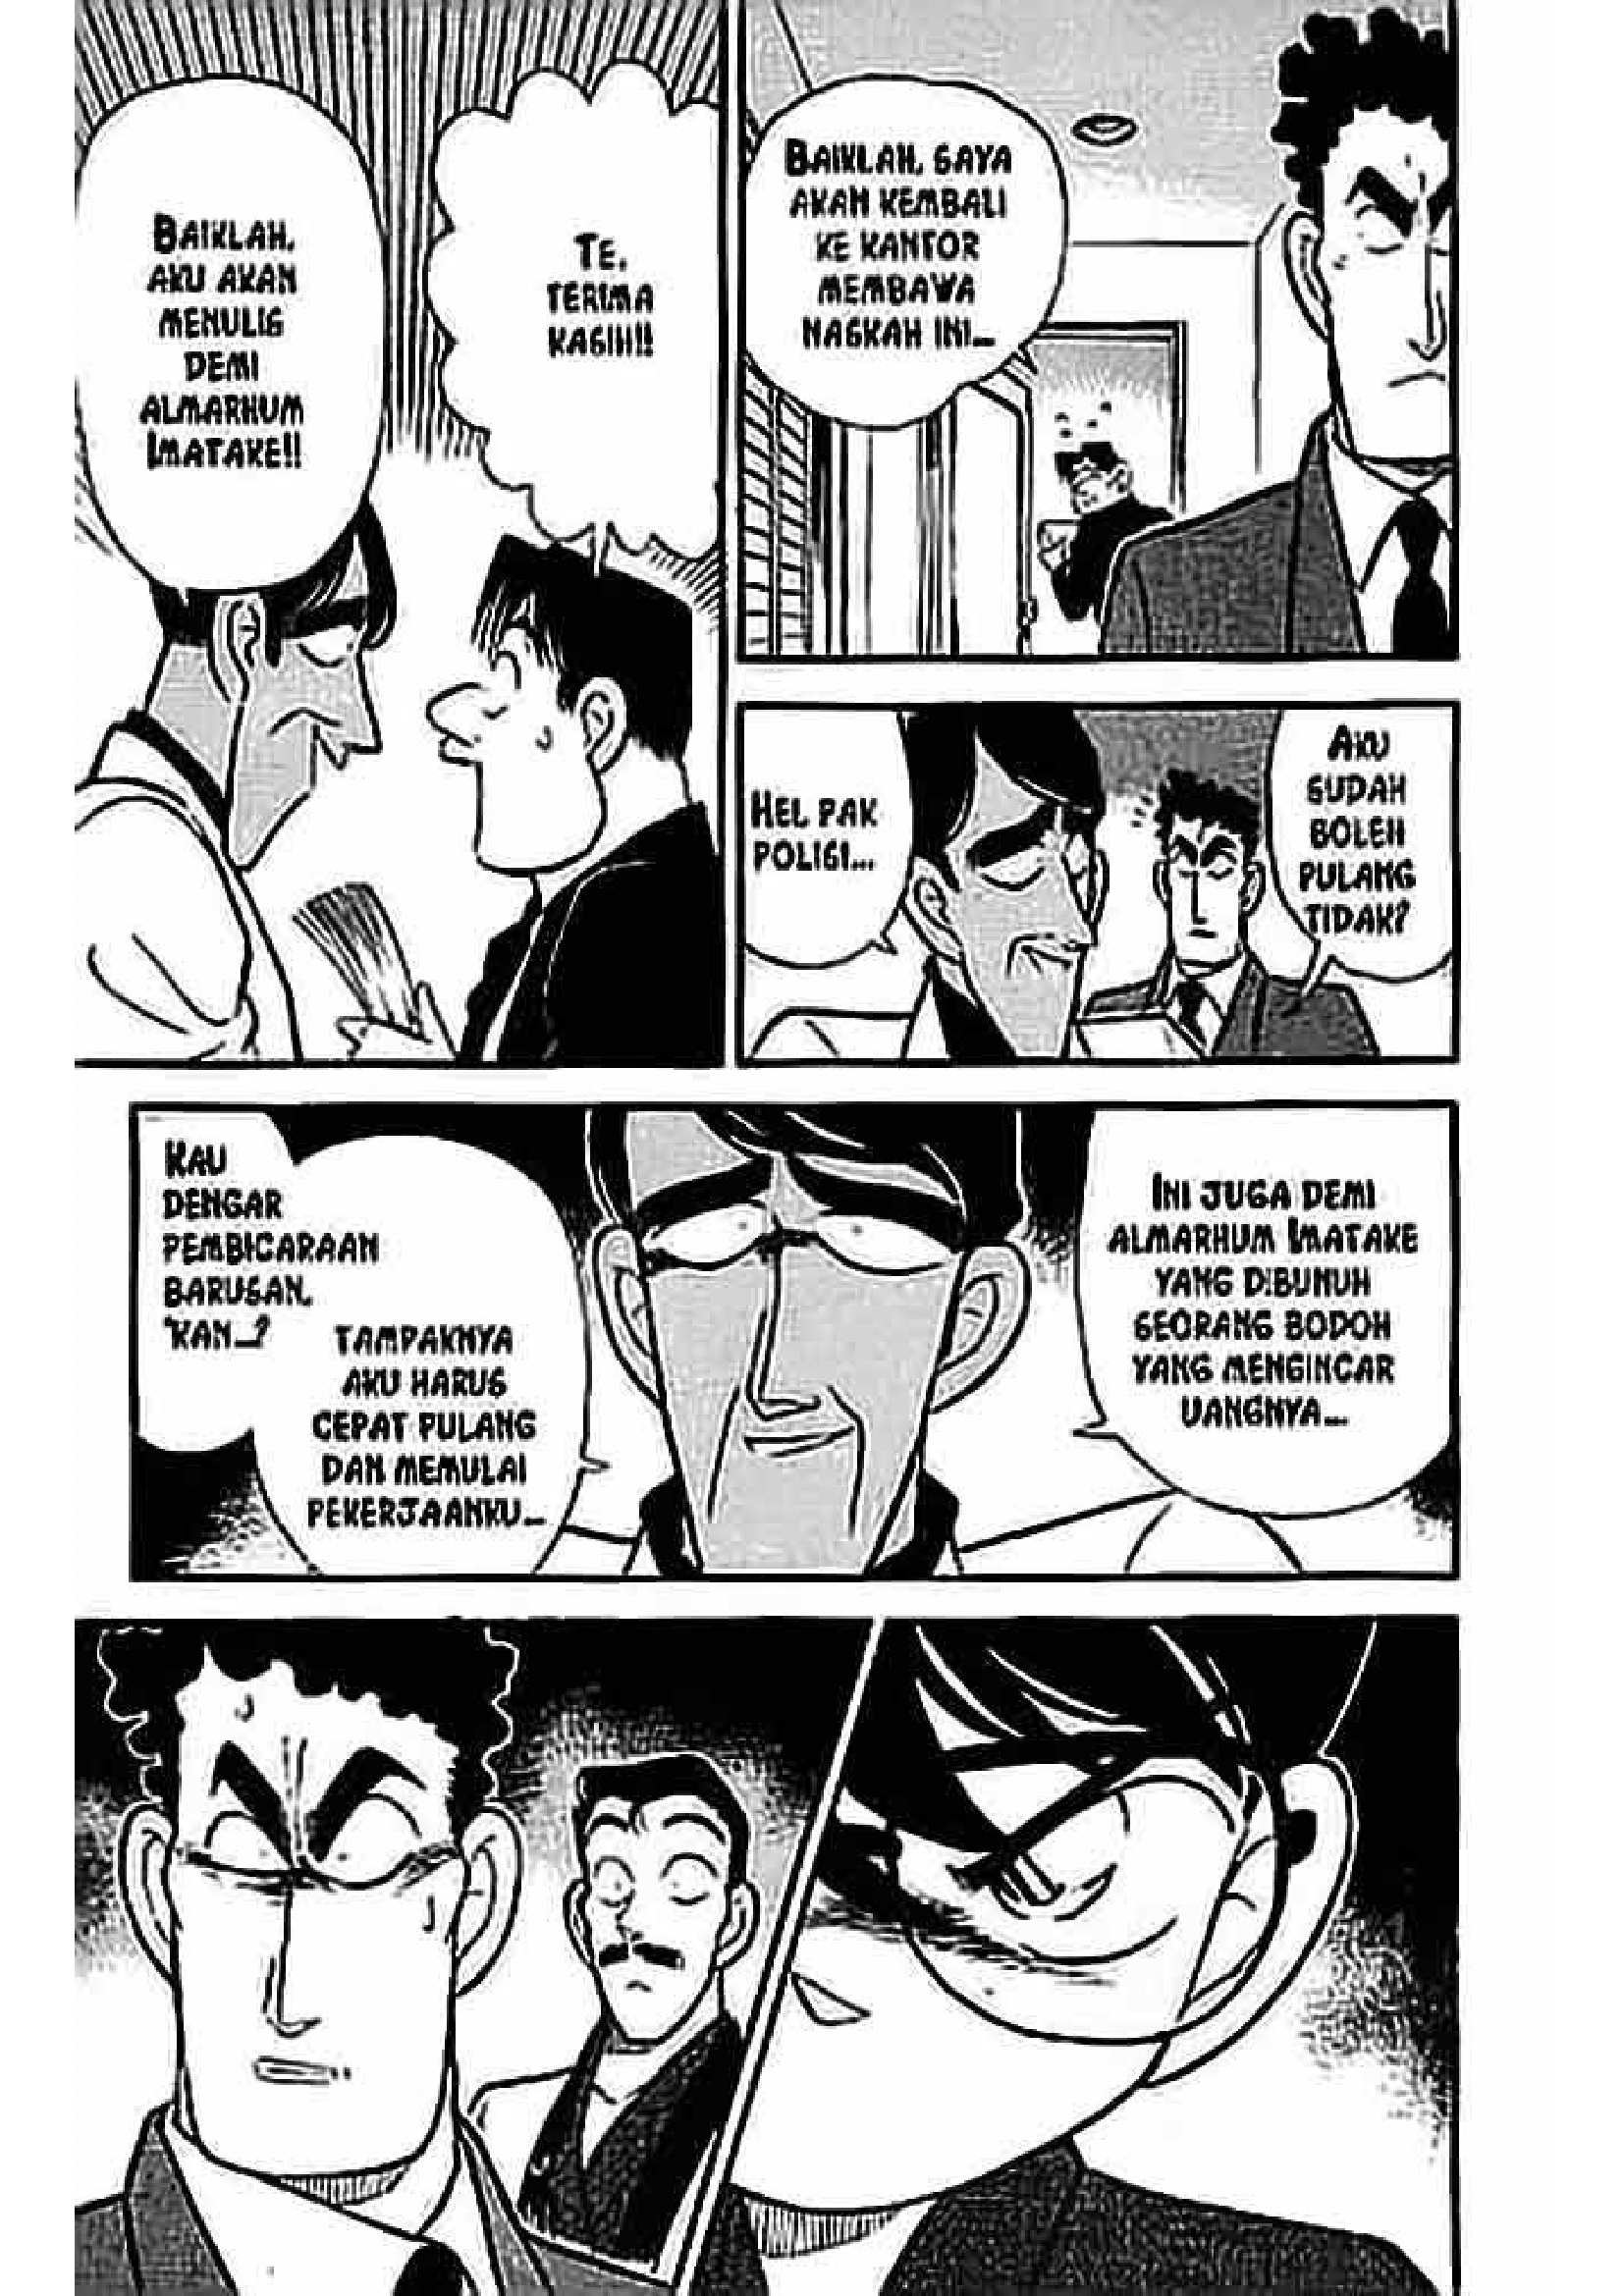 BAIKLAH,
AKU AKAN
MENULIS
DEMI
ALMARHUM
IMATAKE!!
TE,
TERIMA
KASIH!!
BAIKLAH, SAYA
AKAN KEMBALI
KE KANTOR
MEMBAWA
NASKAH INI...
HEI, PAK
POLISI...
AKU
SUDAH
BOLEH
PULANG
TIDAK?
KAU
DENGAR
PEMBICARAAN
BARUSAN,
'KAN...?
TAMPAKNYA
AKU HARUS
CEPAT PULANG
DAN MEMULAI
PEKERJAANKU...
INI JUGA DEMI
ALMARHUM IMATAKE
YANG DIBUNUH
SEORANG BODOH
YANG MENGINCAR
UANGNYA...